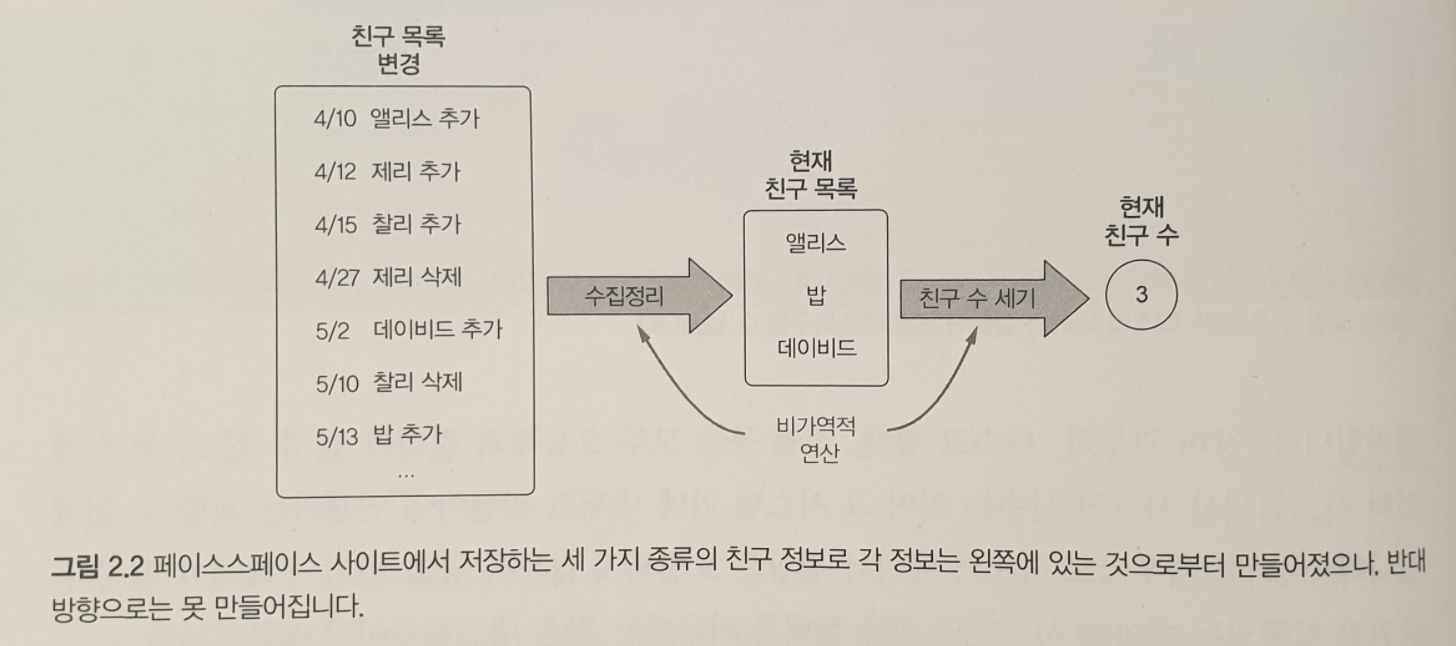 친구 목록
변경
4/10 앨리스 추가
4/12 제리 추가
4/15 찰리 추가
4/27 제리 삭제
5/2 데이비드 추가
5/10 찰리 삭제
5/13 밥 추가
...
수집정리
현재
친구 목록
앨리스
밥
데이비드
친구 수 세기
비가역적
연산
현재
친구 수
3
그림 2.2 페이스스페이스 사이트에서 저장하는 세 가지 종류의 친구 정보로 각 정보는 왼쪽에 있는 것으로부터 만들어졌으나, 반대
방향으로는 못 만들어집니다.